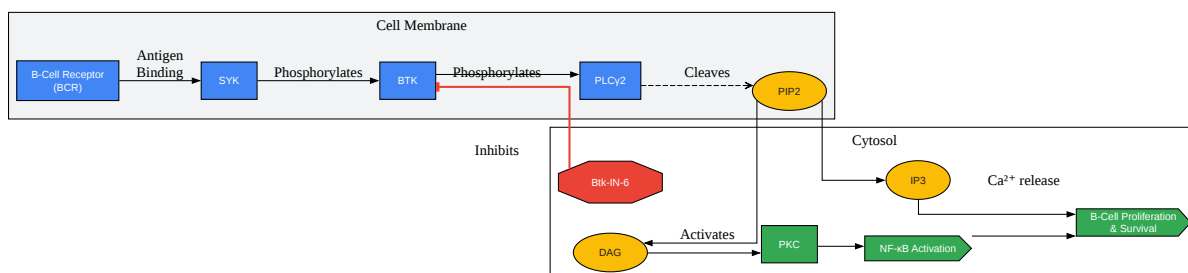 Cell Membrane
B-Cell Receptor
(BCR)
Antigen
Binding
SYK
Phosphorylates
BTK
Phosphorylates
PLCγ2
Cleaves
PIP2
Inhibits
Cytosol
Btk-IN-6
IP3
Ca²⁺ release
B-Cell Proliferation
& Survival
DAG
Activates
PKC
NF-κB Activation